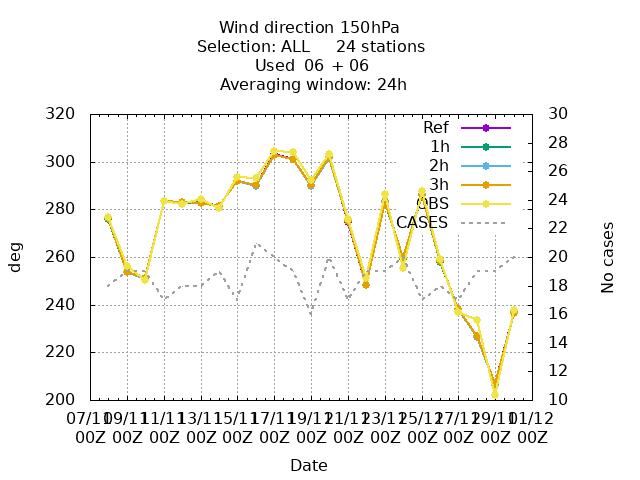 Wind direction 150hPa
Selection: ALL 24 stations
Used 06 + 06
Averaging window: 24h
320 30
300 28
280 26
260 24
240 22
220 20
200 18
16
14
12
10
Ref
1h
2h
3h
OBS
CASES
deg
No cases
07/11 09/11 11/11 13/11 15/11 17/11 19/11 21/11 23/11 25/11 27/11 29/11 01/12
00Z 00Z 00Z 00Z 00Z 00Z 00Z 00Z 00Z 00Z 00Z 00Z 00Z
Date